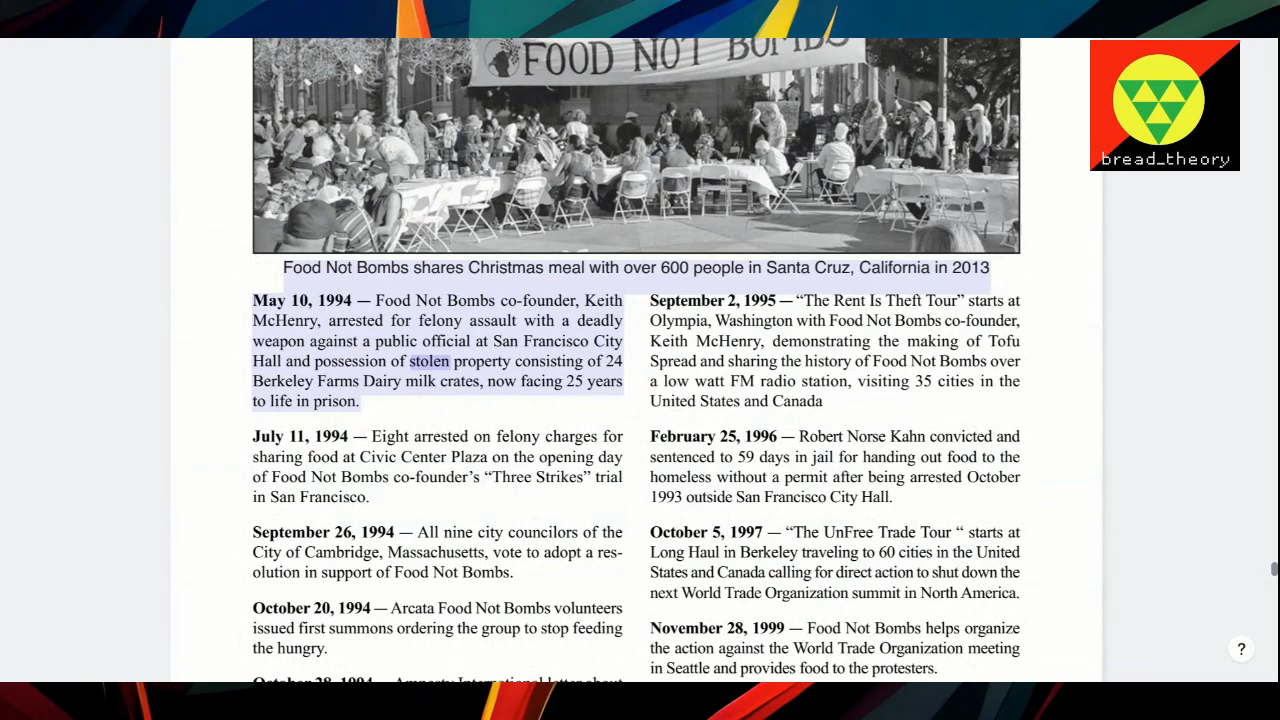 FOOD NOT BOMBS
bread_theory
Food Not Bombs shares Christmas meal with over 600 people in Santa Cruz, California in 2013
May 10, 1994 — Food Not Bombs co-founder, Keith
McHenry, arrested for felony assault with a deadly
weapon against a public official at San Francisco City
Hall and possession of stolen property consisting of 24
Berkeley Farms Dairy milk crates, now facing 25 years
to life in prison.
July 11, 1994 — Eight arrested on felony charges for
sharing food at Civic Center Plaza on the opening day
of Food Not Bombs co-founder’s “Three Strikes” trial
in San Francisco.
September 26, 1994 — All nine city councilors of the
City of Cambridge, Massachusetts, vote to adopt a res-
olution in support of Food Not Bombs.
October 20, 1994 — Arcata Food Not Bombs volunteers
issued first summons ordering the group to stop feeding
the hungry.
October 28, 1994 — Amnesty International letter about
September 2, 1995 — “The Rent Is Theft Tour” starts at
Olympia, Washington with Food Not Bombs co-founder,
Keith McHenry, demonstrating the making of Tofu
Spread and sharing the history of Food Not Bombs over
a low watt FM radio station, visiting 35 cities in the
United States and Canada
February 25, 1996 — Robert Norse Kahn convicted and
sentenced to 59 days in jail for handing out food to the
homeless without a permit after being arrested October
1993 outside San Francisco City Hall.
October 5, 1997 — “The UnFree Trade Tour “ starts at
Long Haul in Berkeley traveling to 60 cities in the United
States and Canada calling for direct action to shut down the
next World Trade Organization summit in North America.
November 28, 1999 — Food Not Bombs helps organize
the action against the World Trade Organization meeting
in Seattle and provides food to the protesters.
?